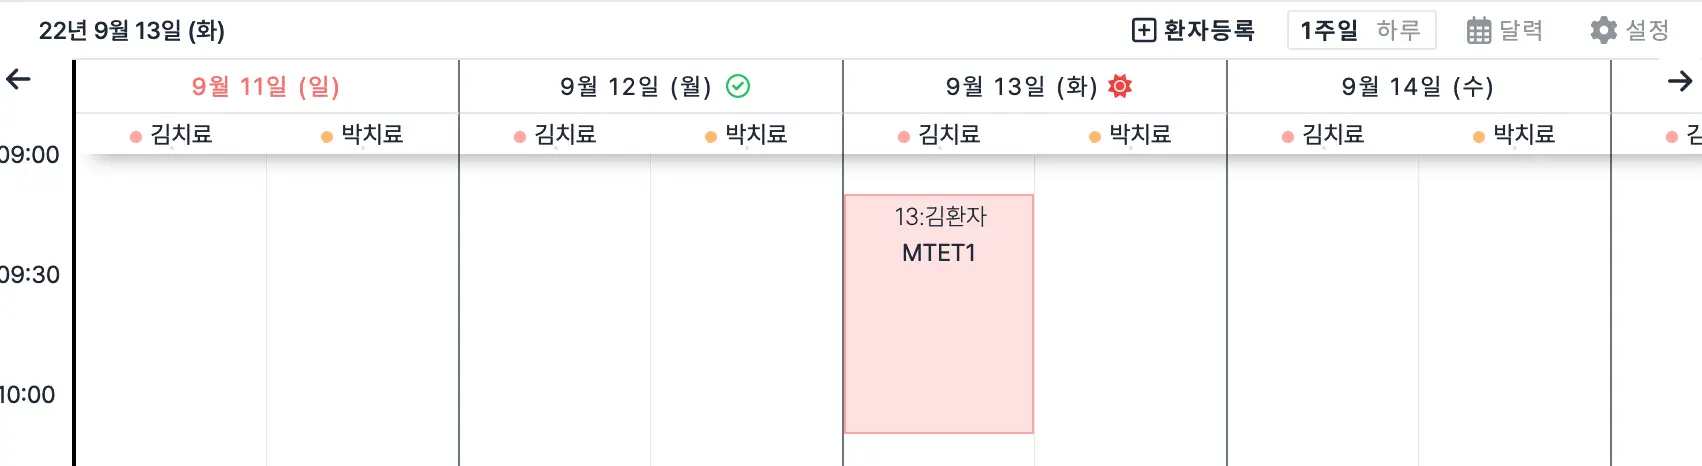 22년 9월 13일 (화) 환자등록 1주일 하루 달력 설정
9월 11일 (일) 9월 12일 (월) 9월 13일 (화) 9월 14일 (수)
김치료 박치료 김치료 박치료 김치료 박치료 김치료 박치료 김
09:00
13:김환자
MTET1
09:30
10:00